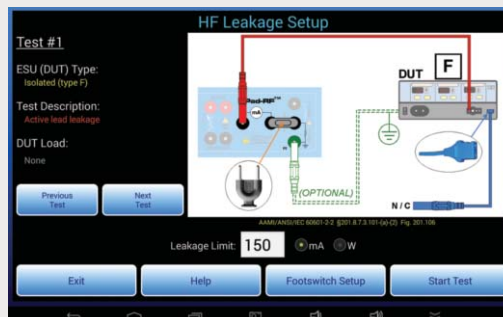 HF Leakage Setup
Test #1
ESU (DUT) Type:
Isolated (type F)
Test Description:
Active lead leakage
DUT Load:
None
Previous Test
Next Test
mA
DUT
F
(OPTIONAL)
N / C
AAMI/ANSI/IEC 60601-2-2 §201.8.7.3.101-(a)-(2) Fig. 201.106
Leakage Limit: 150 mA W
Exit
Help
Footswitch Setup
Start Test